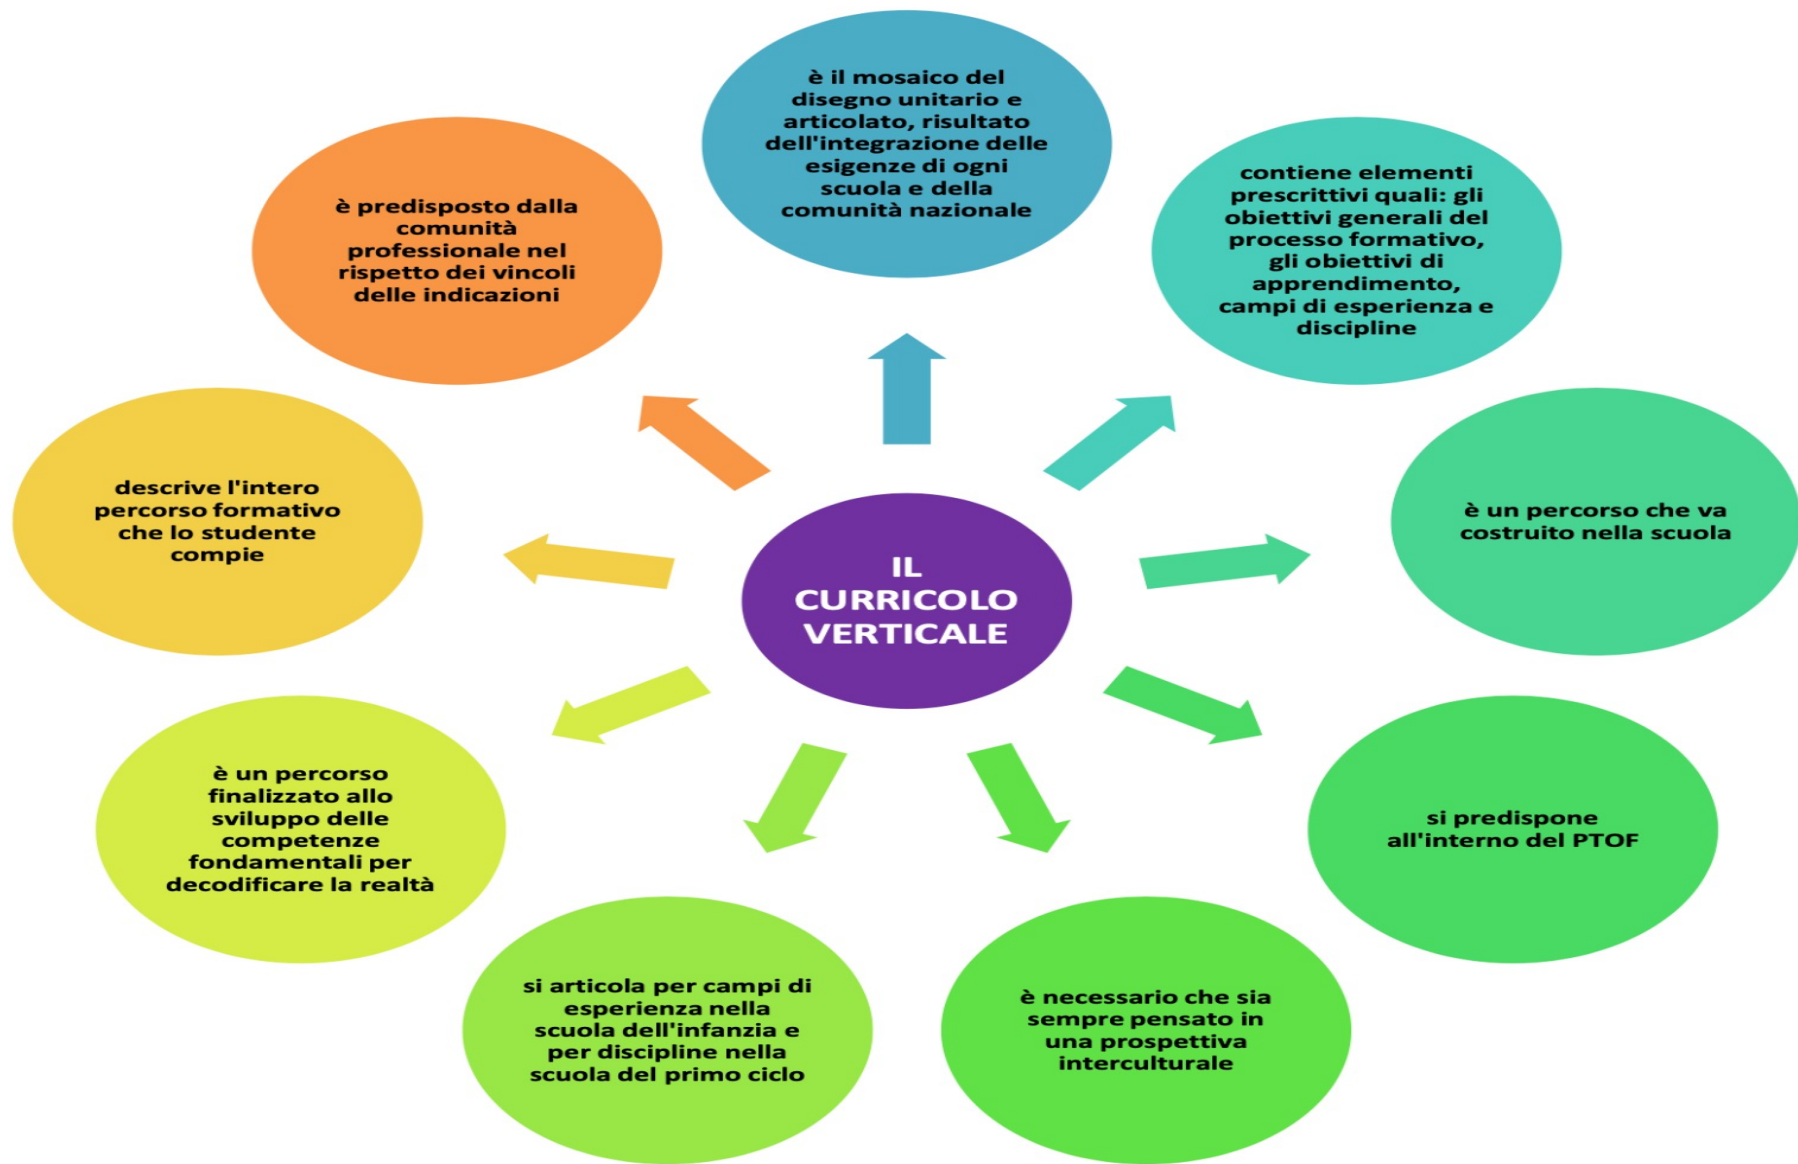 IL
CURRICOLO
VERTICALE
è il mosaico del
disegno unitario e
articolato, risultato
dell'integrazione delle
esigenze di ogni
scuola e della
comunità nazionale
contiene elementi
prescrittivi quali: gli
obiettivi generali del
processo formativo,
gli obiettivi di
apprendimento,
campi di esperienza e
discipline
è un percorso che va
costruito nella scuola
si predispone
all'interno del PTOF
è necessario che sia
sempre pensato in
una prospettiva
interculturale
si articola per campi di
esperienza nella
scuola dell'infanzia e
per discipline nella
scuola del primo ciclo
è un percorso
finalizzato allo
sviluppo delle
competenze
fondamentali per
decodificare la realtà
descrive l'intero
percorso formativo
che lo studente
compie
è predisposto dalla
comunità
professionale nel
rispetto dei vincoli
delle indicazioni